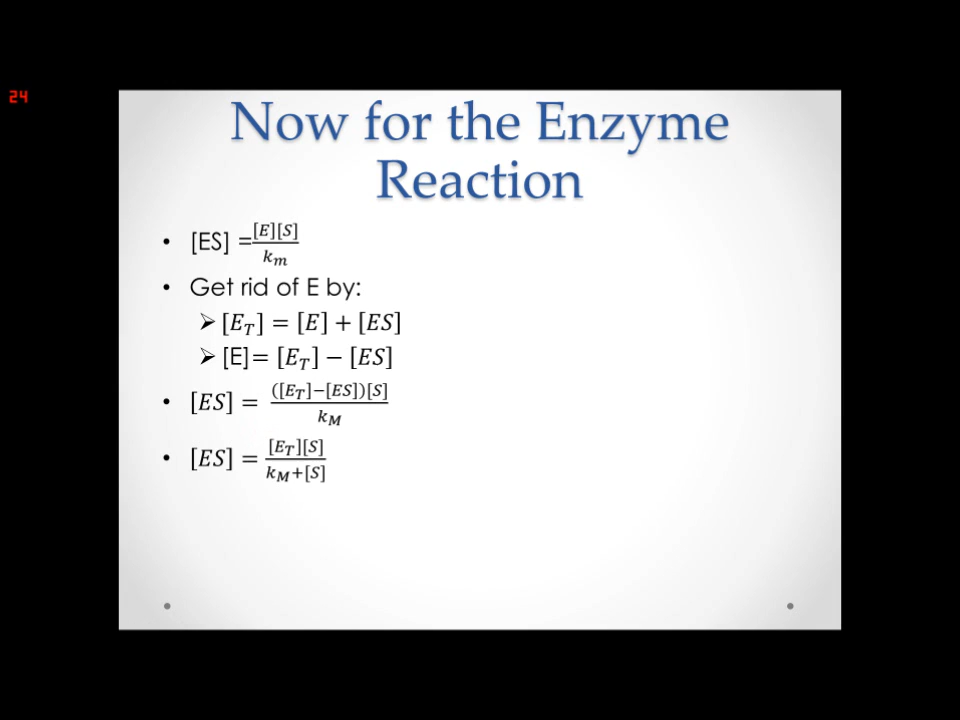 24
Now for the Enzyme
Reaction
• [ES] = [E][S] / k_m
• Get rid of E by:
➢ [E_T] = [E] + [ES]
➢ [E] = [E_T] − [ES]
• [ES] = ([E_T]−[ES])[S] / k_M
• [ES] = [E_T][S] / k_M+[S]